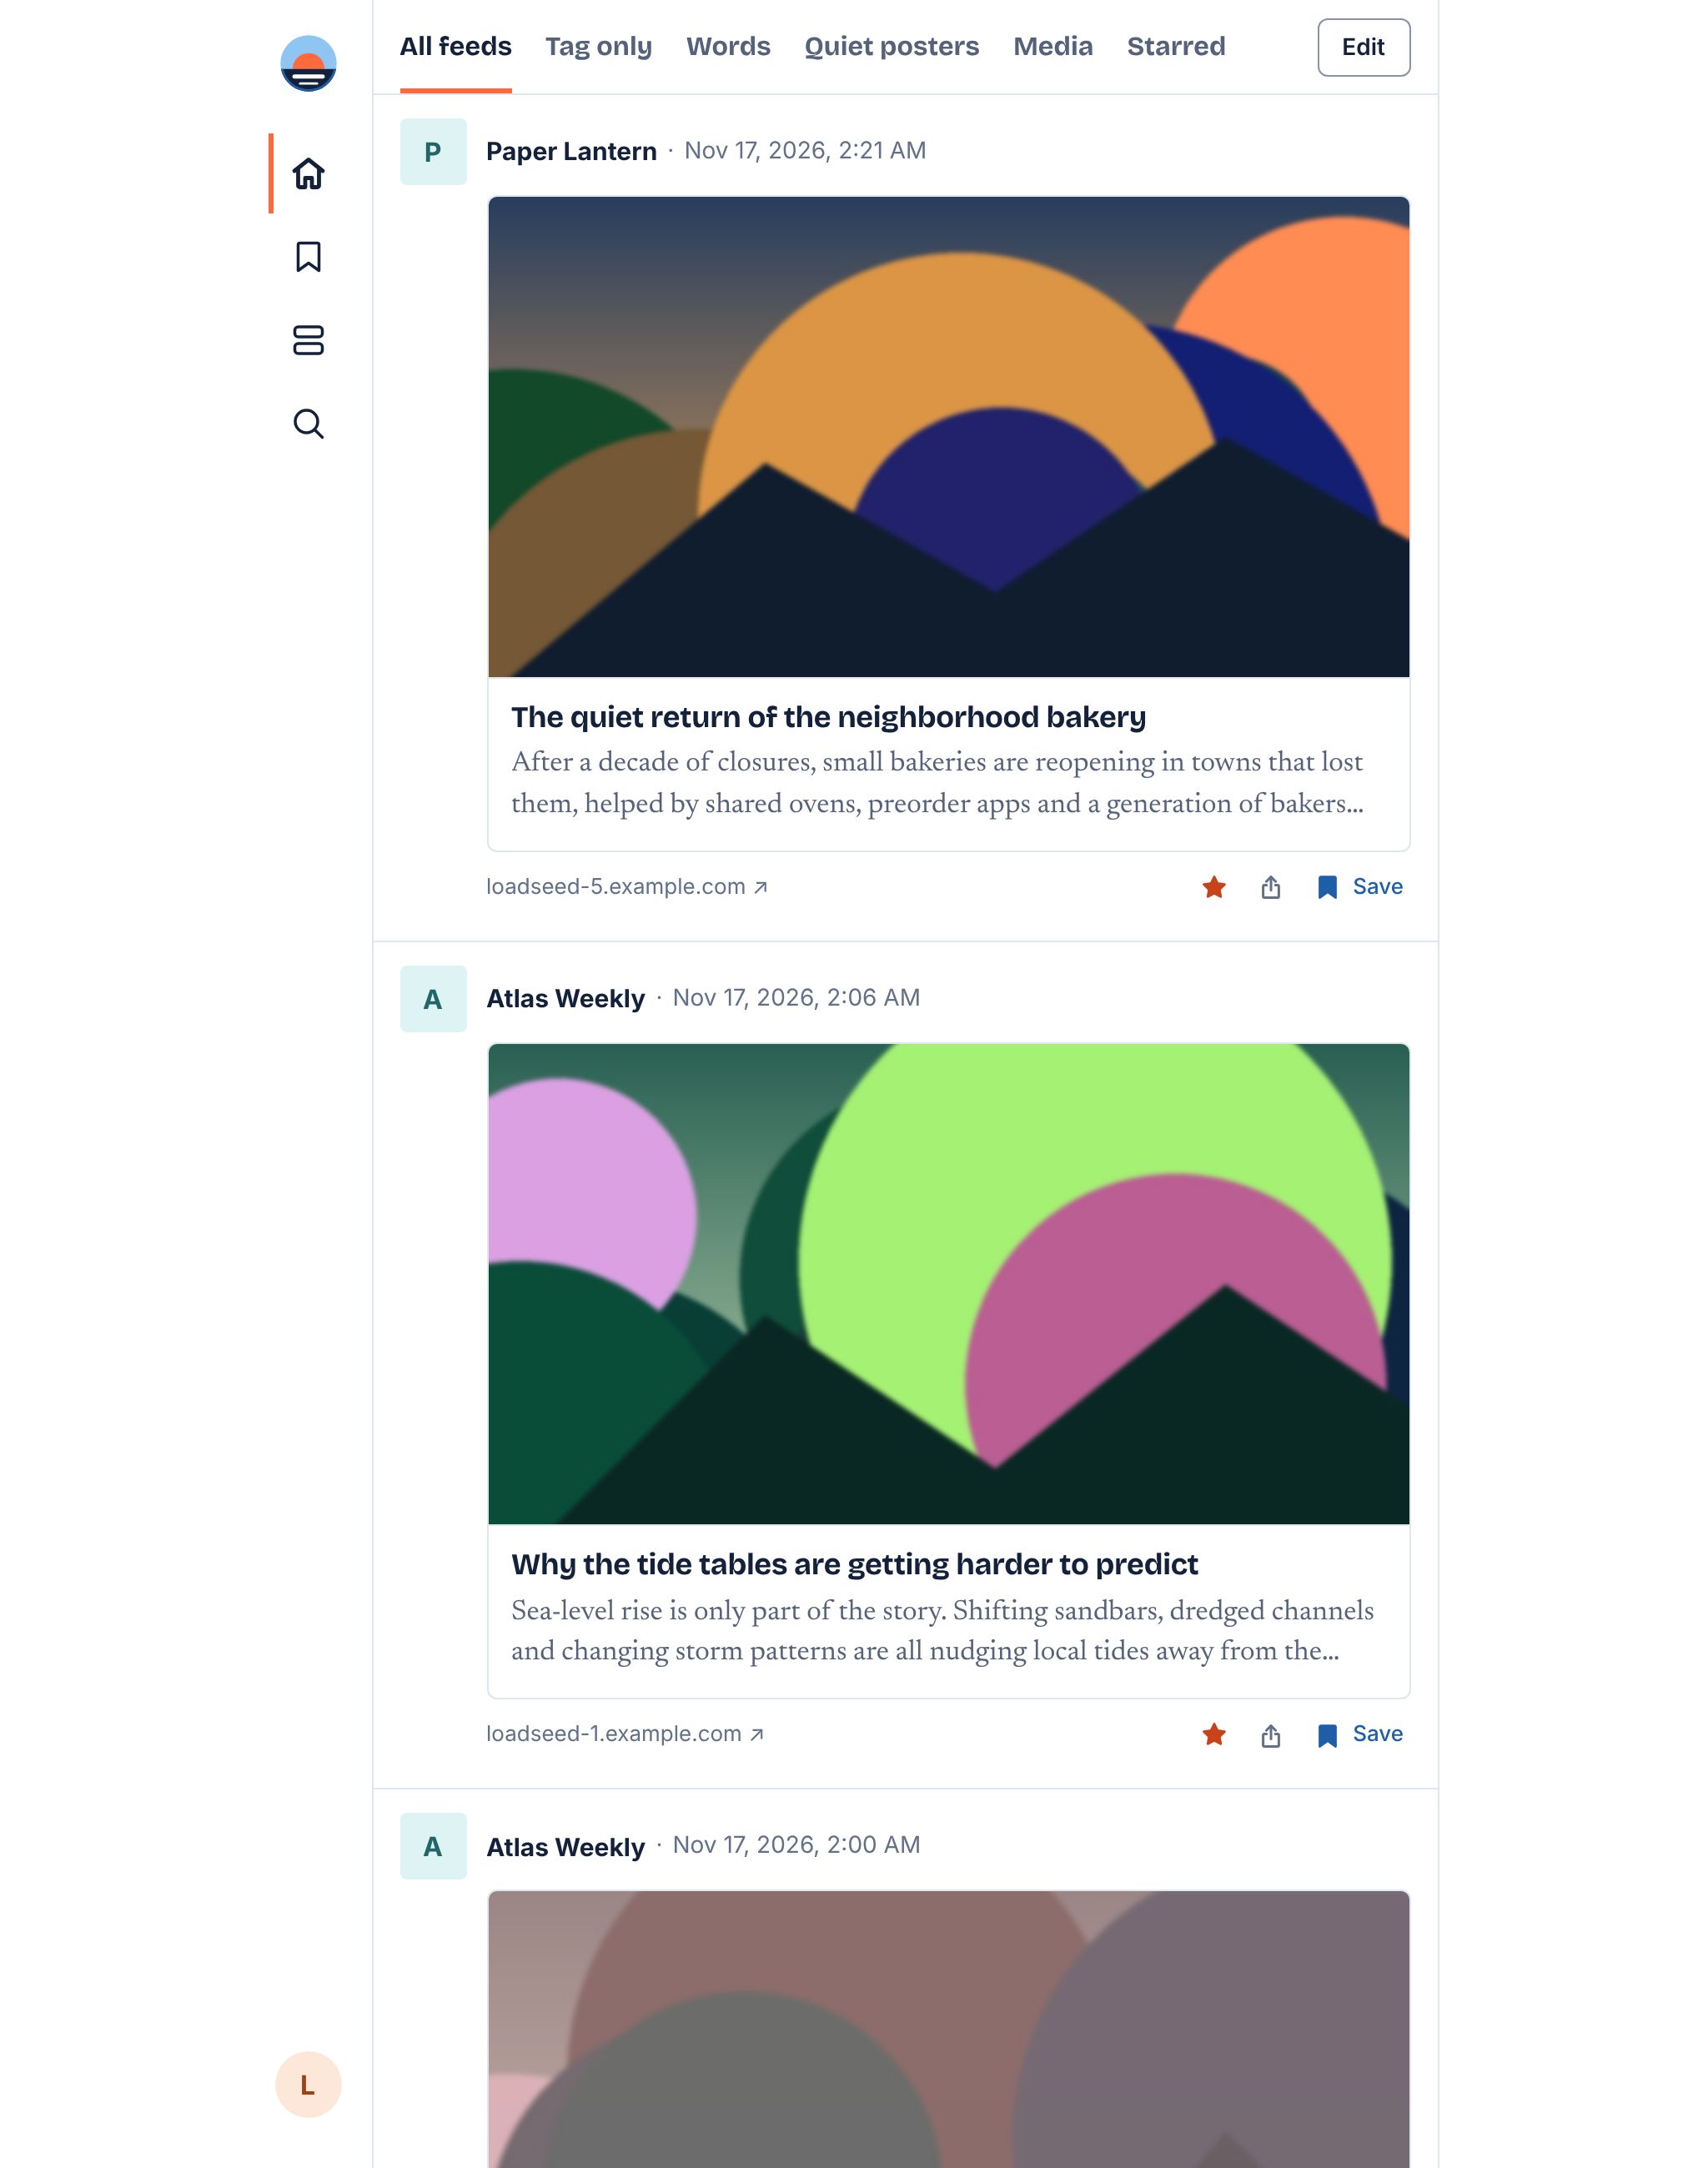 All feeds Tag only Words Quiet posters Media Starred Edit
P Paper Lantern · Nov 17, 2026, 2:21 AM
The quiet return of the neighborhood bakery
After a decade of closures, small bakeries are reopening in towns that lost
them, helped by shared ovens, preorder apps and a generation of bakers...
loadseed-5.example.com ↗ Save
A Atlas Weekly · Nov 17, 2026, 2:06 AM
Why the tide tables are getting harder to predict
Sea-level rise is only part of the story. Shifting sandbars, dredged channels
and changing storm patterns are all nudging local tides away from the...
loadseed-1.example.com ↗ Save
A Atlas Weekly · Nov 17, 2026, 2:00 AM
L